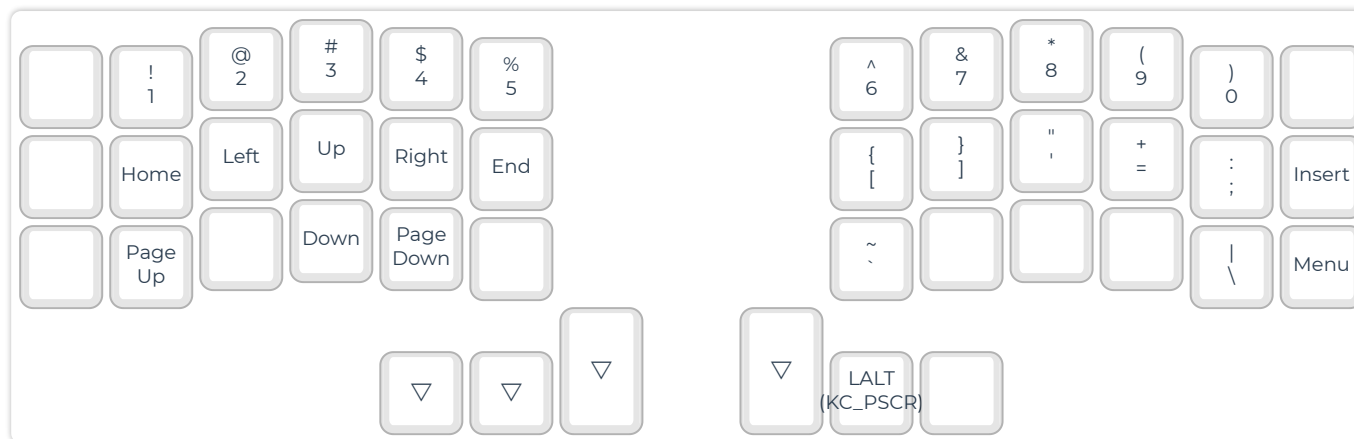 ! @ # $ % ^ & * ( )
1 2 3 4 5 6 7 8 9 0
Home Left Up Right End { } " + : Insert
[ ] ' = ;
Page Down Page ~ | Menu
Up Down ` \
▽ ▽ ▽ ▽ LALT
(KC_PSCR)